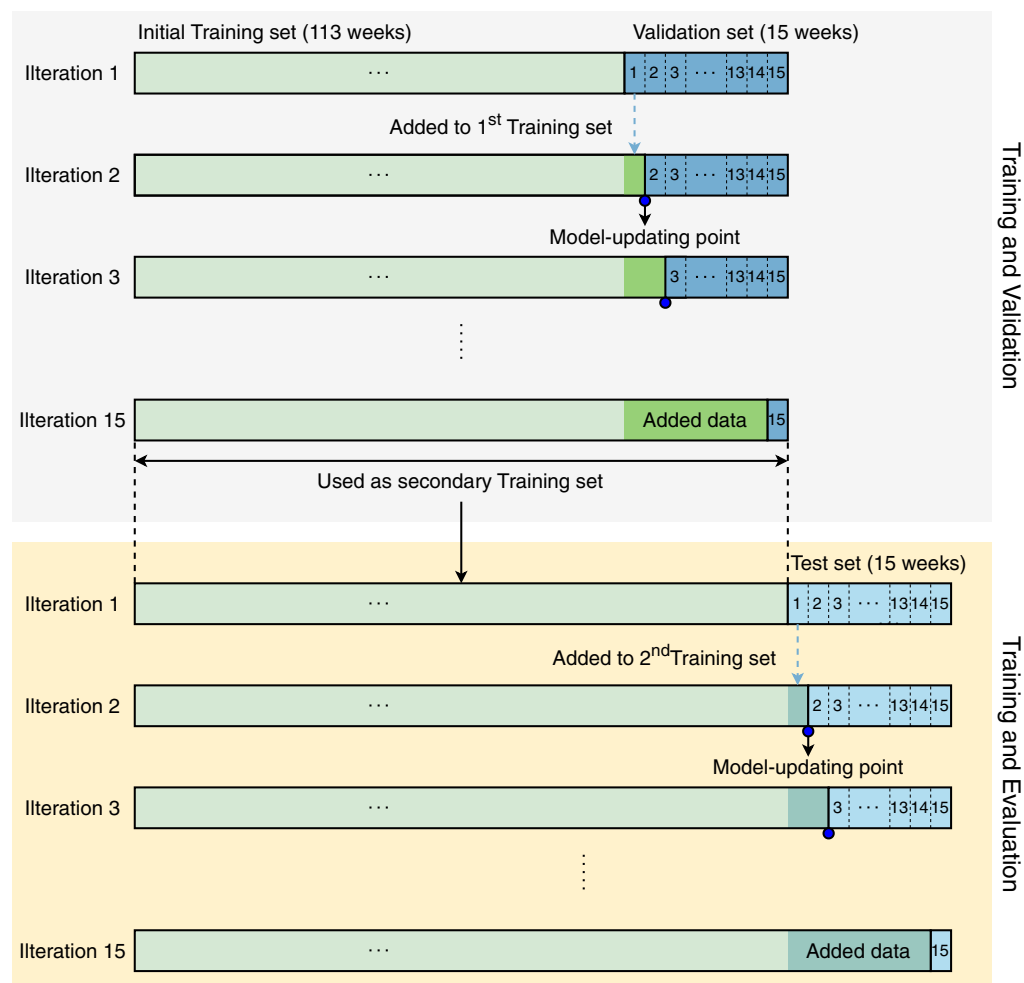 Initial Training set (113 weeks) Validation set (15 weeks)
Ilteration 1 ··· 1 2 3 ··· 13 14 15
Added to 1st Training set
Ilteration 2 ··· 2 3 ··· 13 14 15
Model-updating point
Ilteration 3 ··· 3 ··· 13 14 15
Ilteration 15 Added data 15
Used as secondary Training set
Training and Validation
Test set (15 weeks)
Ilteration 1 ··· 1 2 3 ··· 13 14 15
Added to 2ndTraining set
Ilteration 2 ··· 2 3 ··· 13 14 15
Model-updating point
Ilteration 3 ··· 3 ··· 13 14 15
Ilteration 15 ··· Added data 15
Training and Evaluation